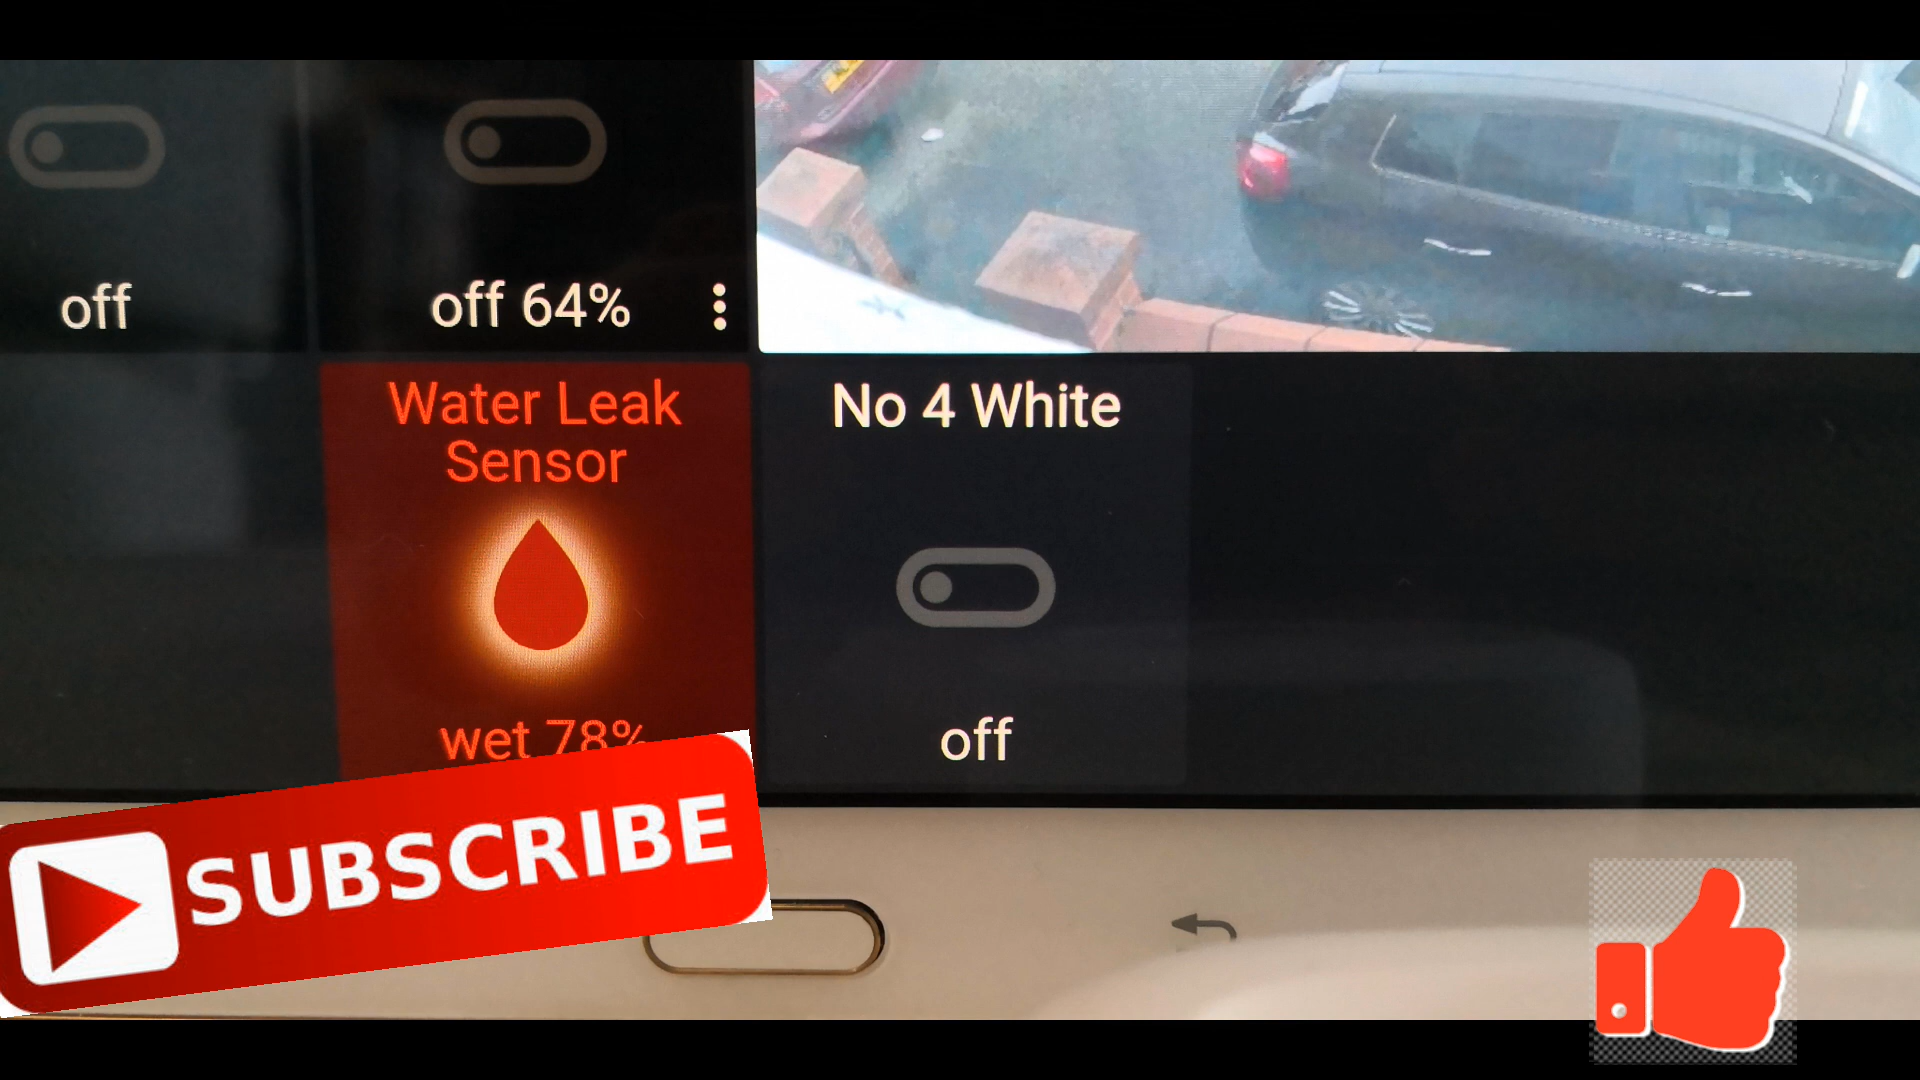 off
off 64%
Water Leak
Sensor
wet 78%
No 4 White
off
SUBSCRIBE